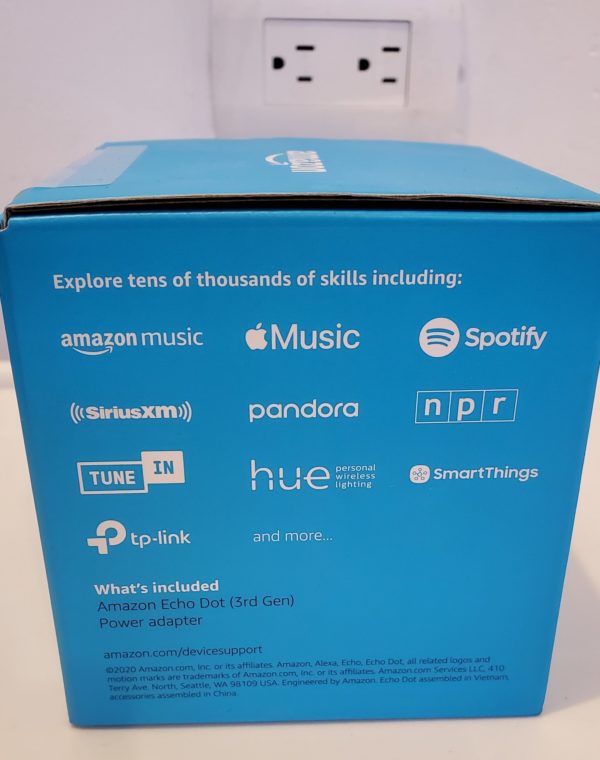 amazon
Explore tens of thousands of skills including:
amazon music
Music
Spotify
((SiriusXM))
pandora
npr
TUNE IN
hue personal
wireless
lighting
SmartThings
tp-link
and more...
What's included
Amazon Echo Dot (3rd Gen)
Power adapter
amazon.com/devicesupport
©2020 Amazon.com, Inc. or its affiliates. Amazon, Alexa, Echo, Echo Dot, all related logos and
motion marks are trademarks of Amazon.com, Inc. or its affiliates. Amazon.com Services LLC, 410
Terry Ave. North, Seattle, WA 98109 USA. Engineered by Amazon. Echo Dot assembled in Vietnam,
accessories assembled in China.